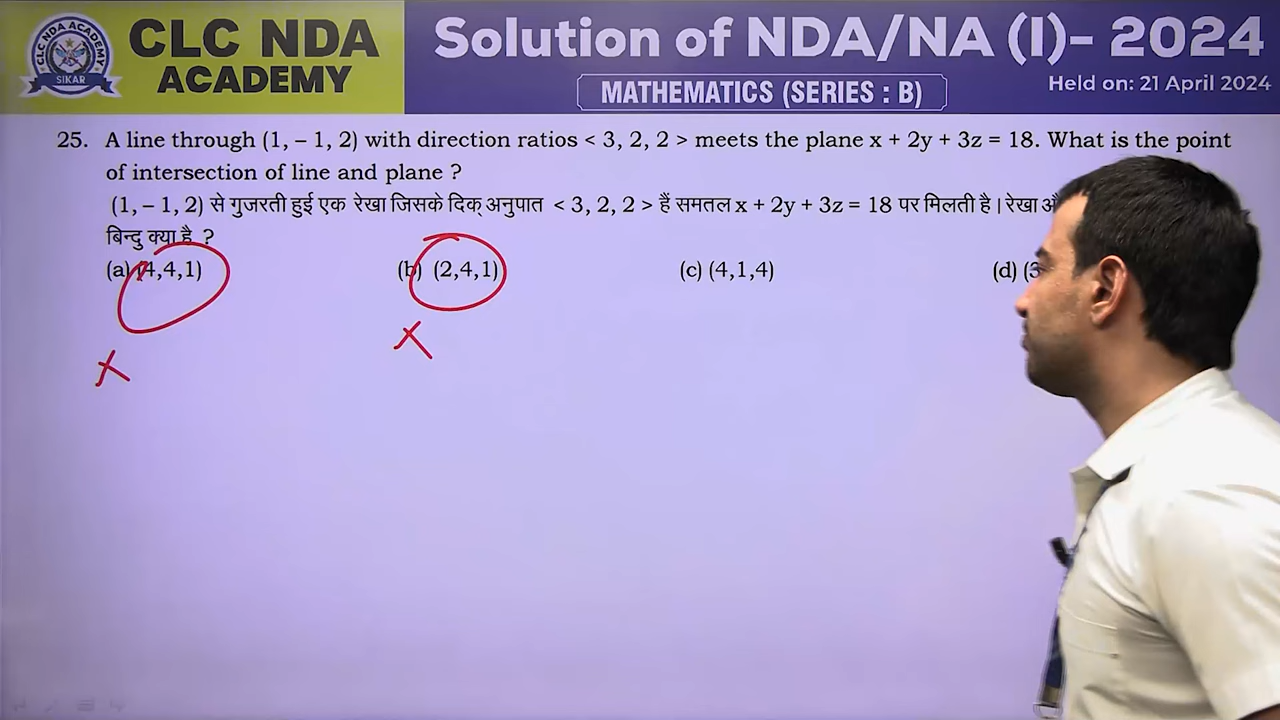 CLC NDA ACADEMY
SIKAR
CLC NDA
ACADEMY
Solution of NDA/NA (I)- 2024
MATHEMATICS (SERIES : B)
Held on: 21 April 2024
25. A line through (1, – 1, 2) with direction ratios < 3, 2, 2 > meets the plane x + 2y + 3z = 18. What is the point
of intersection of line and plane ?
(1, – 1, 2) से गुजरती हुई एक रेखा जिसके दिक् अनुपात < 3, 2, 2 > हैं समतल x + 2y + 3z = 18 पर मिलती है। रेखा
बिन्दु क्या है ?
(a) (4,4,1) (b) (2,4,1) (c) (4,1,4) (d) (3
x x